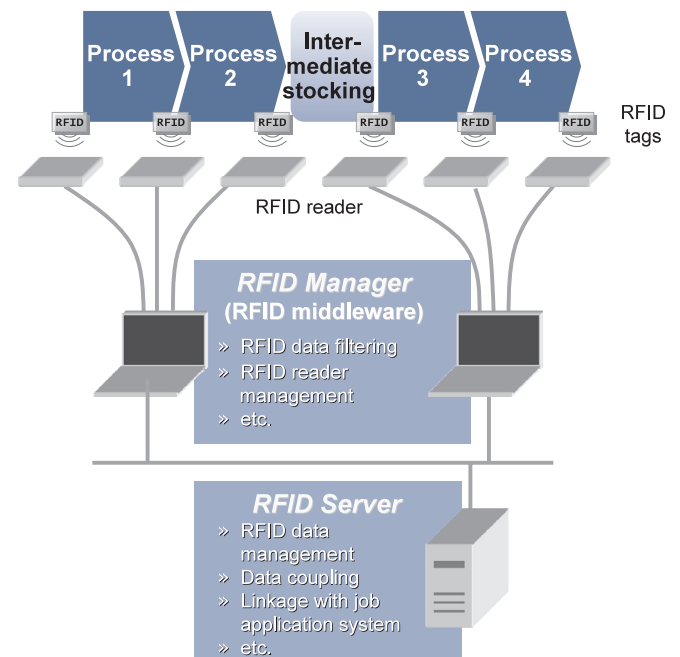 Process
1
Process
2
Inter-
mediate
stocking
Process
3
Process
4
RFID
RFID
RFID
RFID
RFID
RFID
RFID
tags
RFID reader
RFID Manager
(RFID middleware)
» RFID data filtering
» RFID reader
management
» etc.
RFID Server
» RFID data
management
» Data coupling
» Linkage with job
application system
» etc.